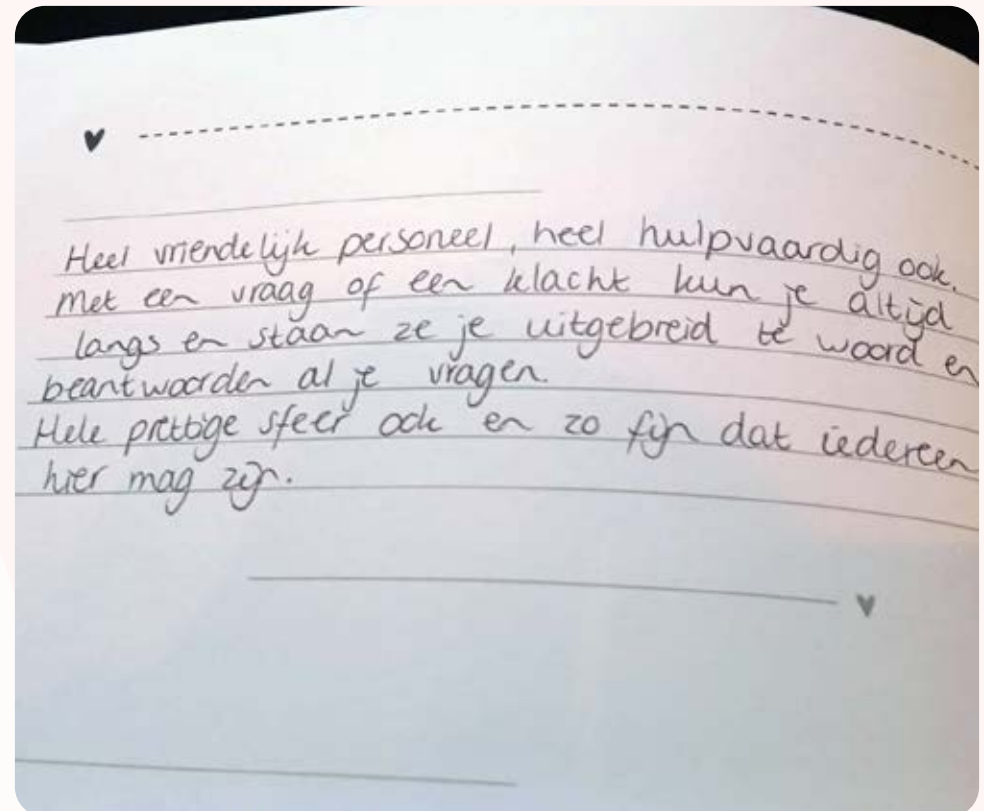 Heel vriendelijk personeel, heel hulpvaardig ook.
Met een vraag of een klacht kun je altijd
langs en staan ze je uitgebreid te woord en
beantwoorden al je vragen.
Hele prettige sfeer ook en zo fijn dat iedereen
hier mag zijn.